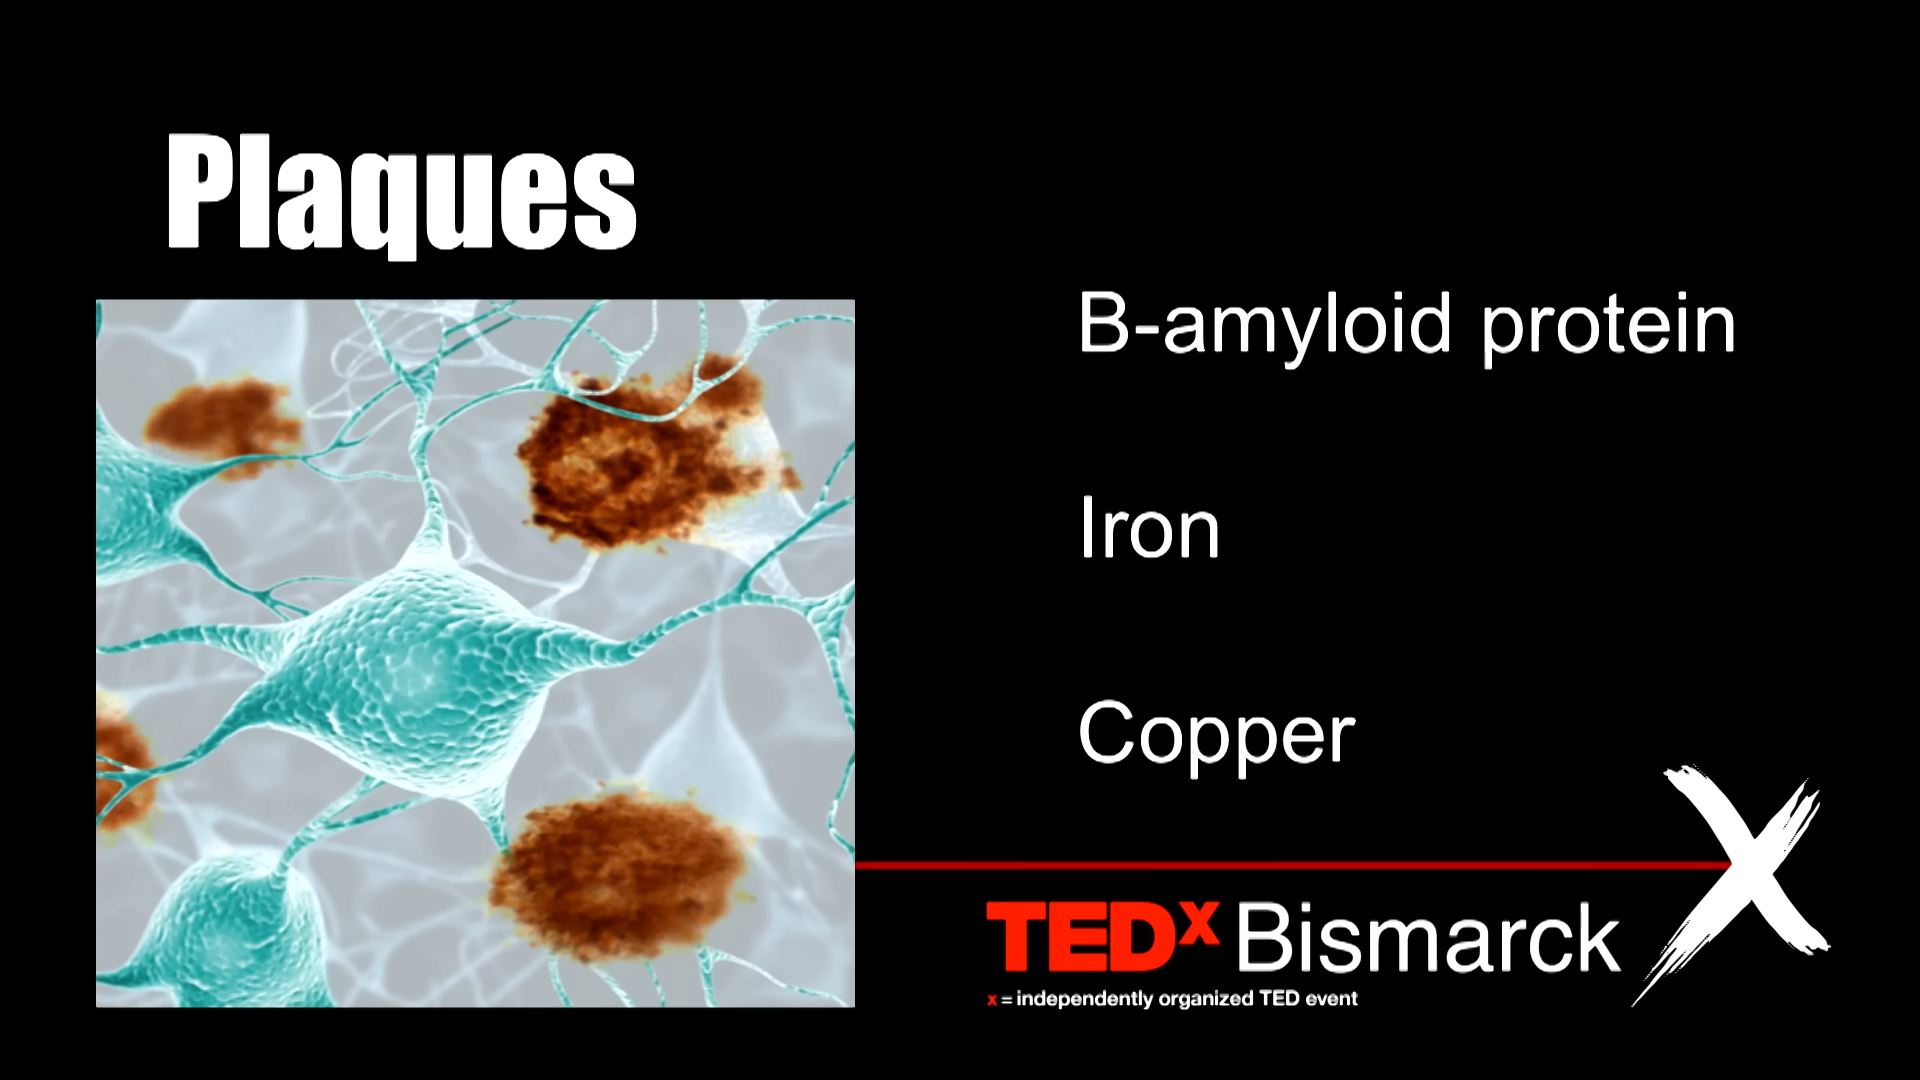 Plaques
B-amyloid protein
Iron
Copper
TEDx Bismarck
x = independently organized TED event